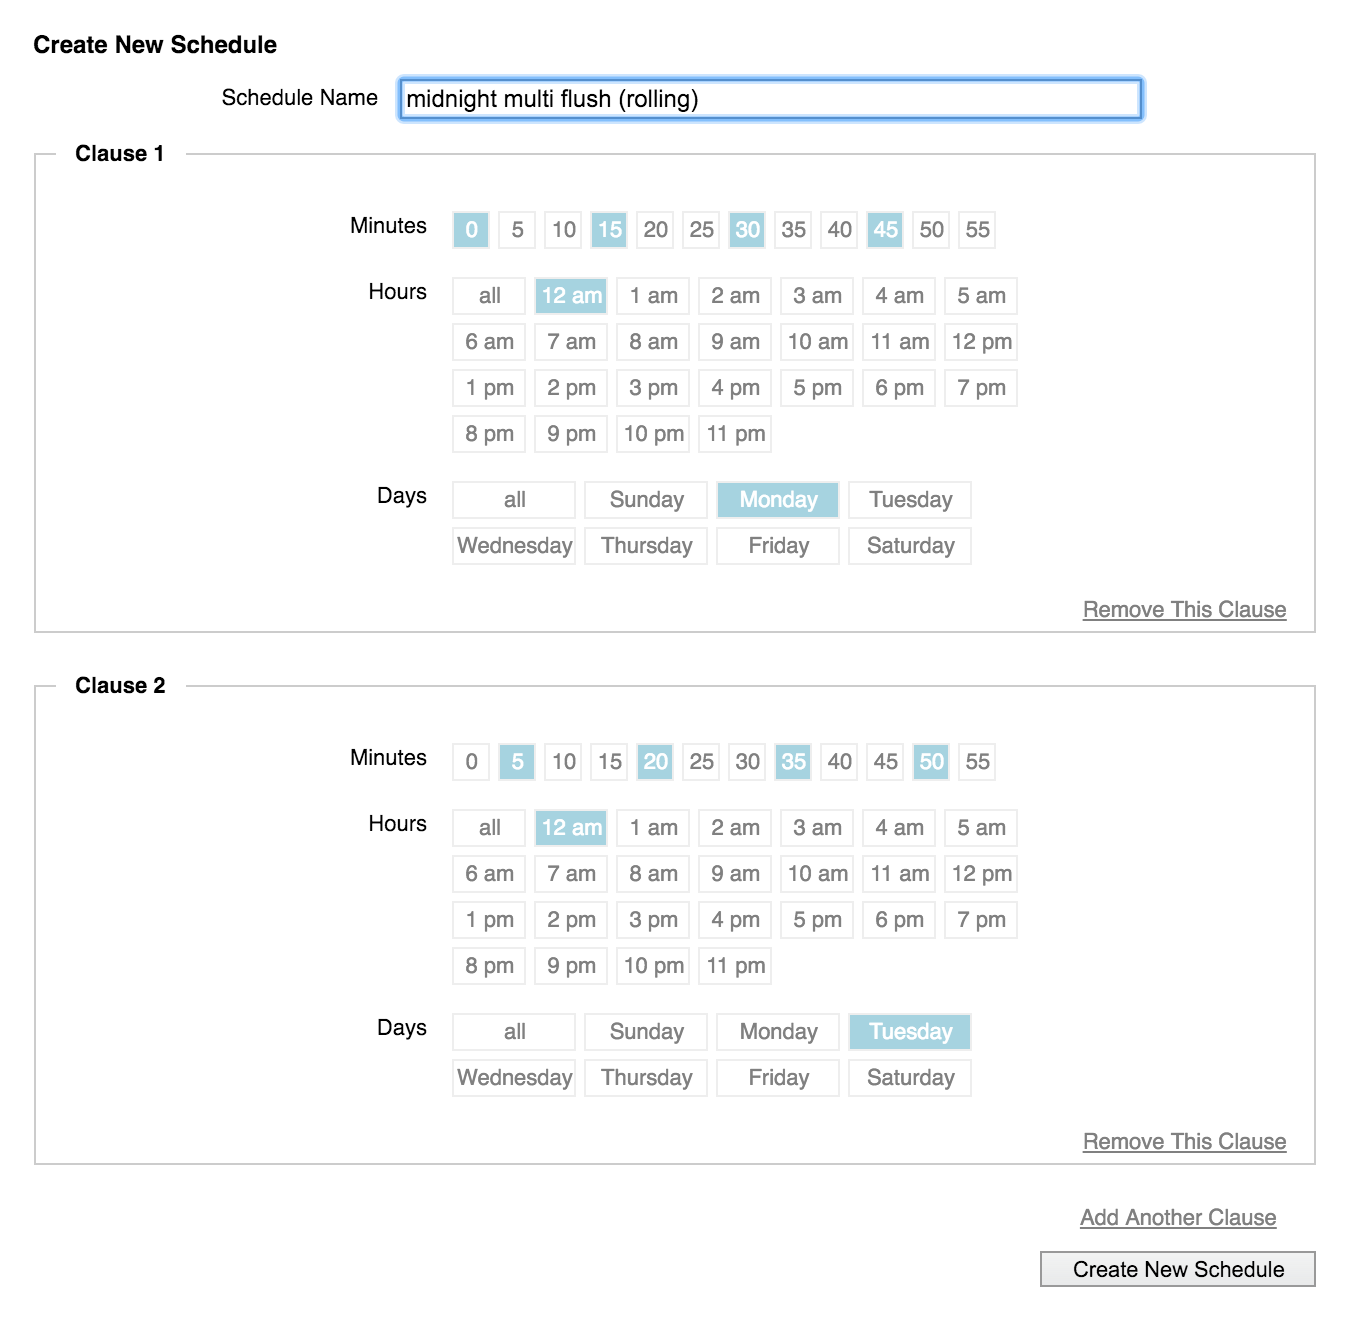 Create New Schedule
Schedule Name midnight multi flush (rolling)
Clause 1
Minutes 0 5 10 15 20 25 30 35 40 45 50 55
Hours all 12 am 1 am 2 am 3 am 4 am 5 am
6 am 7 am 8 am 9 am 10 am 11 am 12 pm
1 pm 2 pm 3 pm 4 pm 5 pm 6 pm 7 pm
8 pm 9 pm 10 pm 11 pm
Days all Sunday Monday Tuesday
Wednesday Thursday Friday Saturday
Remove This Clause
Clause 2
Minutes 0 5 10 15 20 25 30 35 40 45 50 55
Hours all 12 am 1 am 2 am 3 am 4 am 5 am
6 am 7 am 8 am 9 am 10 am 11 am 12 pm
1 pm 2 pm 3 pm 4 pm 5 pm 6 pm 7 pm
8 pm 9 pm 10 pm 11 pm
Days all Sunday Monday Tuesday
Wednesday Thursday Friday Saturday
Remove This Clause
Add Another Clause
Create New Schedule